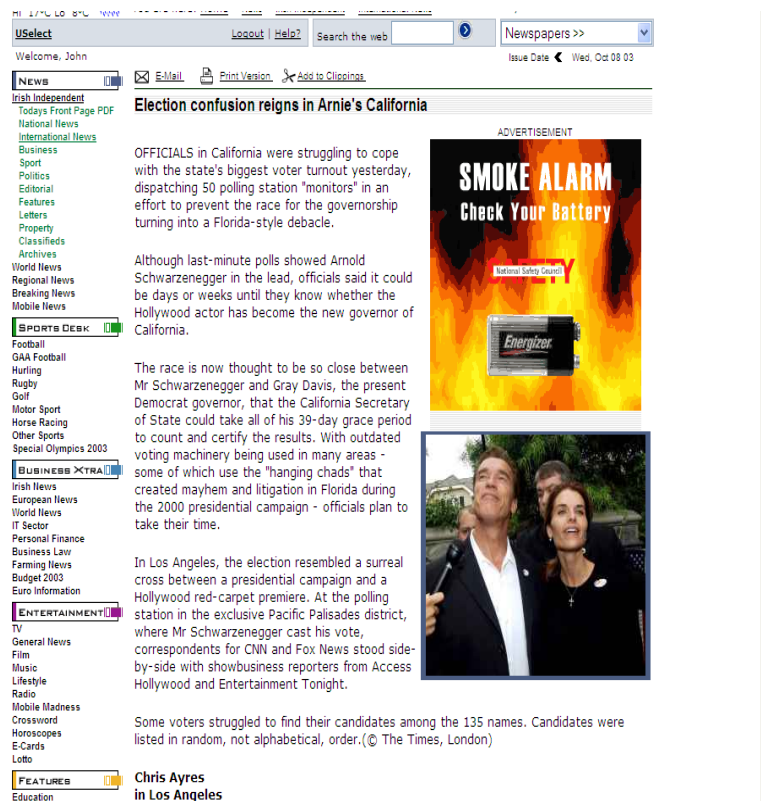 Hi 17°C Lo 8°C
USelect
Logout | Help?
Search the web
Newspapers >>
Welcome, John
Issue Date Wed, Oct 08 03
NEWS
Irish Independent
Todays Front Page PDF
National News
International News
Business
Sport
Politics
Editorial
Features
Letters
Property
Classifieds
Archives
World News
Regional News
Breaking News
Mobile News
SPORTS DESK
Football
GAA Football
Hurling
Rugby
Golf
Motor Sport
Horse Racing
Other Sports
Special Olympics 2003
BUSINESS XTRA
Irish News
European News
World News
IT Sector
Personal Finance
Business Law
Farming News
Budget 2003
Euro Information
ENTERTAINMENT
TV
General News
Film
Music
Lifestyle
Radio
Mobile Madness
Crossword
Horoscopes
E-Cards
Lotto
FEATURES
Education
E-Mail Print Version Add to Clippings
Election confusion reigns in Arnie's California
OFFICIALS in California were struggling to cope
with the state's biggest voter turnout yesterday,
dispatching 50 polling station "monitors" in an
effort to prevent the race for the governorship
turning into a Florida-style debacle.
Although last-minute polls showed Arnold
Schwarzenegger in the lead, officials said it could
be days or weeks until they know whether the
Hollywood actor has become the new governor of
California.
The race is now thought to be so close between
Mr Schwarzenegger and Gray Davis, the present
Democrat governor, that the California Secretary
of State could take all of his 39-day grace period
to count and certify the results. With outdated
voting machinery being used in many areas -
some of which use the "hanging chads" that
created mayhem and litigation in Florida during
the 2000 presidential campaign - officials plan to
take their time.
In Los Angeles, the election resembled a surreal
cross between a presidential campaign and a
Hollywood red-carpet premiere. At the polling
station in the exclusive Pacific Palisades district,
where Mr Schwarzenegger cast his vote,
correspondents for CNN and Fox News stood side-
by-side with showbusiness reporters from Access
Hollywood and Entertainment Tonight.
Some voters struggled to find their candidates among the 135 names. Candidates were
listed in random, not alphabetical, order.(© The Times, London)
Chris Ayres
in Los Angeles
ADVERTISEMENT
SMOKE ALARM
Check Your Battery
SAFETY
National Safety Council
Energizer